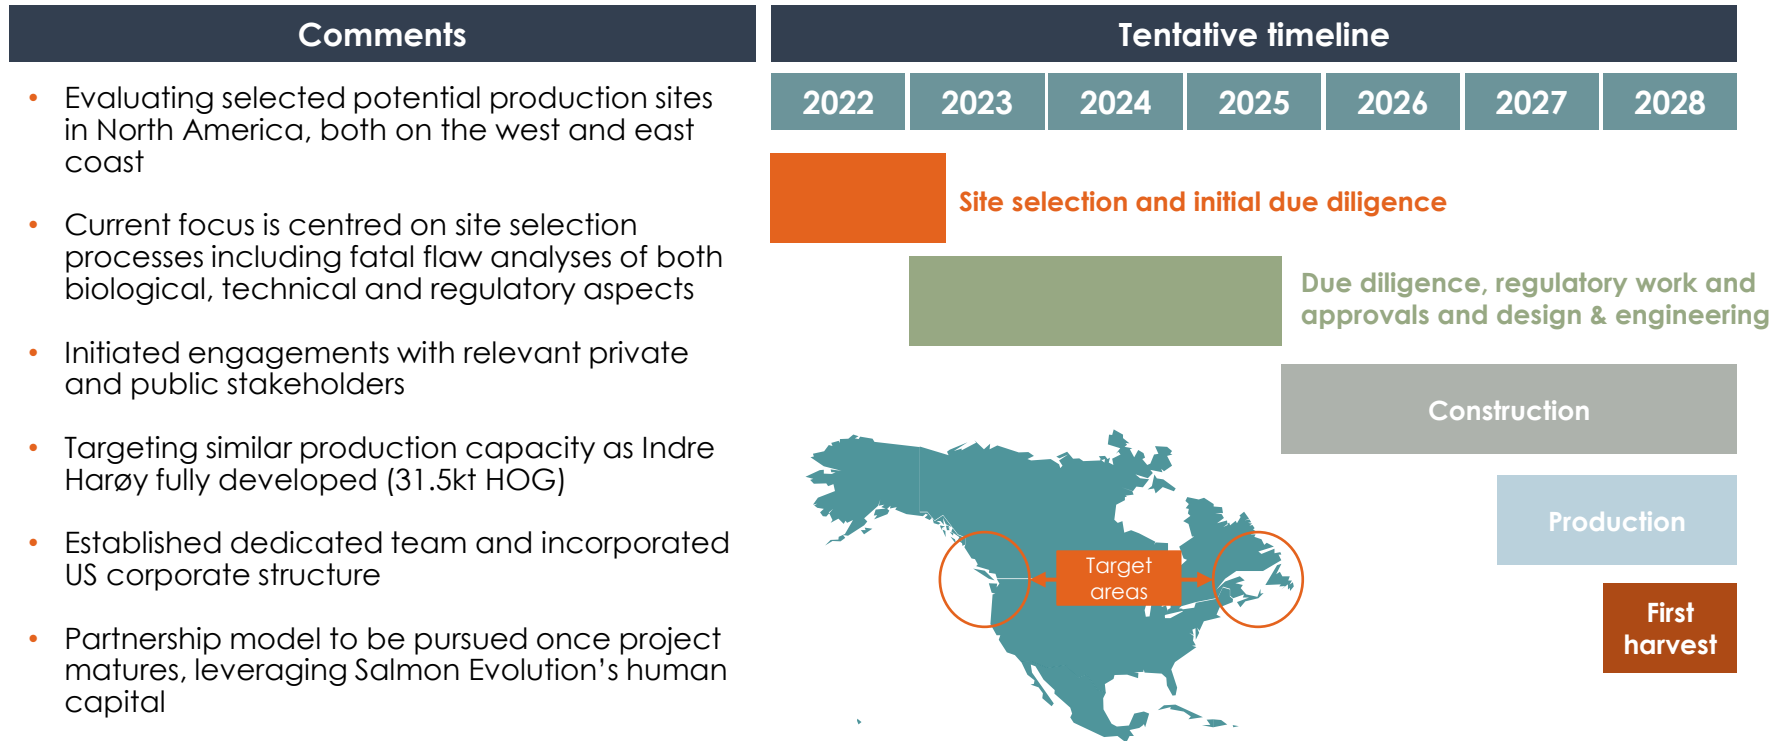 Comments
• Evaluating selected potential production sites
in North America, both on the west and east
coast
• Current focus is centred on site selection
processes including fatal flaw analyses of both
biological, technical and regulatory aspects
• Initiated engagements with relevant private
and public stakeholders
• Targeting similar production capacity as Indre
Harøy fully developed (31.5kt HOG)
• Established dedicated team and incorporated
US corporate structure
• Partnership model to be pursued once project
matures, leveraging Salmon Evolution’s human
capital
Tentative timeline
2022 2023 2024 2025 2026 2027 2028
Site selection and initial due diligence
Due diligence, regulatory work and
approvals and design & engineering
Construction
Production
First
harvest
Target
areas